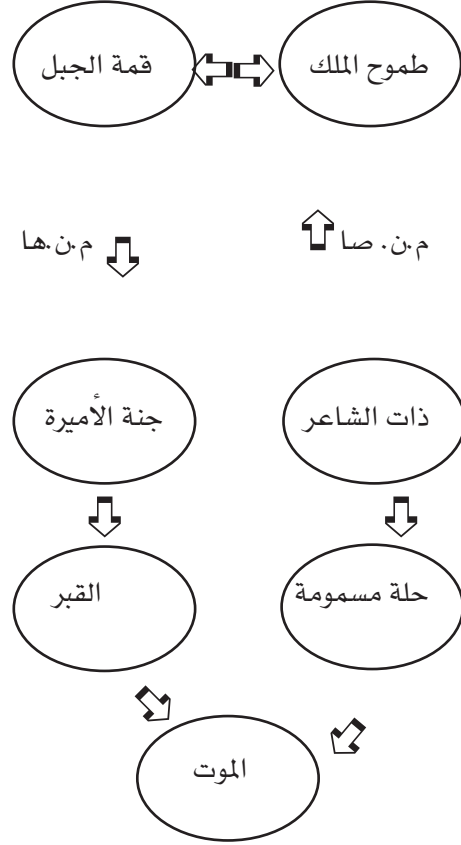 طموح الملك
قمة الجبل
م.ن. صا
م.ن.ها
ذات الشاعر
جنة الأميرة
حلة مسمومة
القبر
الموت